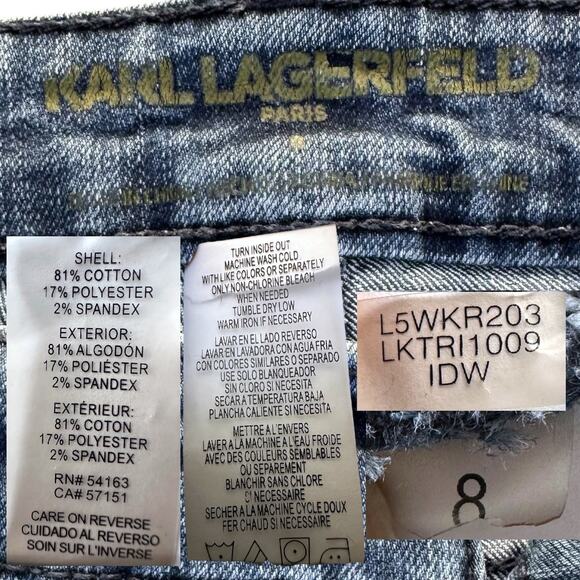 KARL LAGERFELD
PARIS
SHELL:
81% COTTON
17% POLYESTER
2% SPANDEX
EXTERIOR:
81% ALGODÓN
17% POLIÉSTER
2% SPANDEX
EXTÉRIEUR:
81% COTON
17% POLYESTER
2% SPANDEX
RN# 54163
CA# 57151
CARE ON REVERSE
CUIDADO AL REVERSO
SOIN SUR L'INVERSE
TURN INSIDE OUT
MACHINE WASH COLD
WITH LIKE COLORS OR SEPARATELY
ONLY NON-CHLORINE BLEACH
WHEN NEEDED
TUMBLE DRY LOW
WARM IRON IF NECESSARY
LAVAR EN EL LADO REVERSO
LAVAR EN LAVADORA CON AGUA FRIA
CON COLORES SIMILARES O SEPARADO
USE SOLO BLANQUEADOR
SIN CLORO SI NECESITA
SECAR A TEMPERATURA BAJA
PLANCHA CALIENTE SI NECESITA
METTRE A L'ENVERS
LAVER A LA MACHINE A L'EAU FROIDE
AVEC DES COULEURS SEMBLABLES
OU SEPARATION
BLANCHIR SANS CHLORE
SI NECESSAIRE
SECHER A LA MACHINE CYCLE DOUX
FER CHAUD SI NECESSAIRE
L5WKR203
LKTRI1009
IDW
8